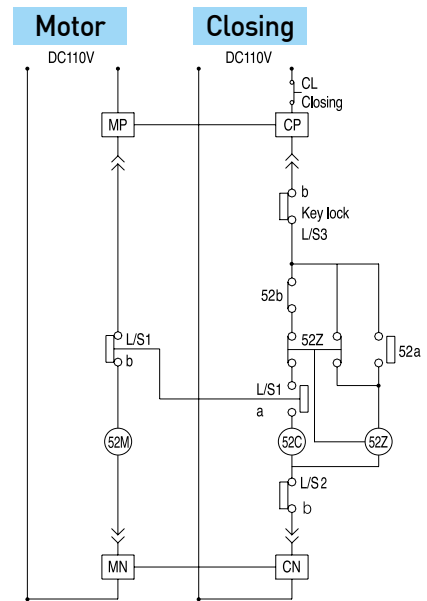 Motor
Closing
DC110V
DC110V
CL
Closing
MP
CP
b
Key lock
L/S3
52b
52Z
52a
L/S1
b
L/S1
a
52M
52C
52Z
L/S2
b
MN
CN